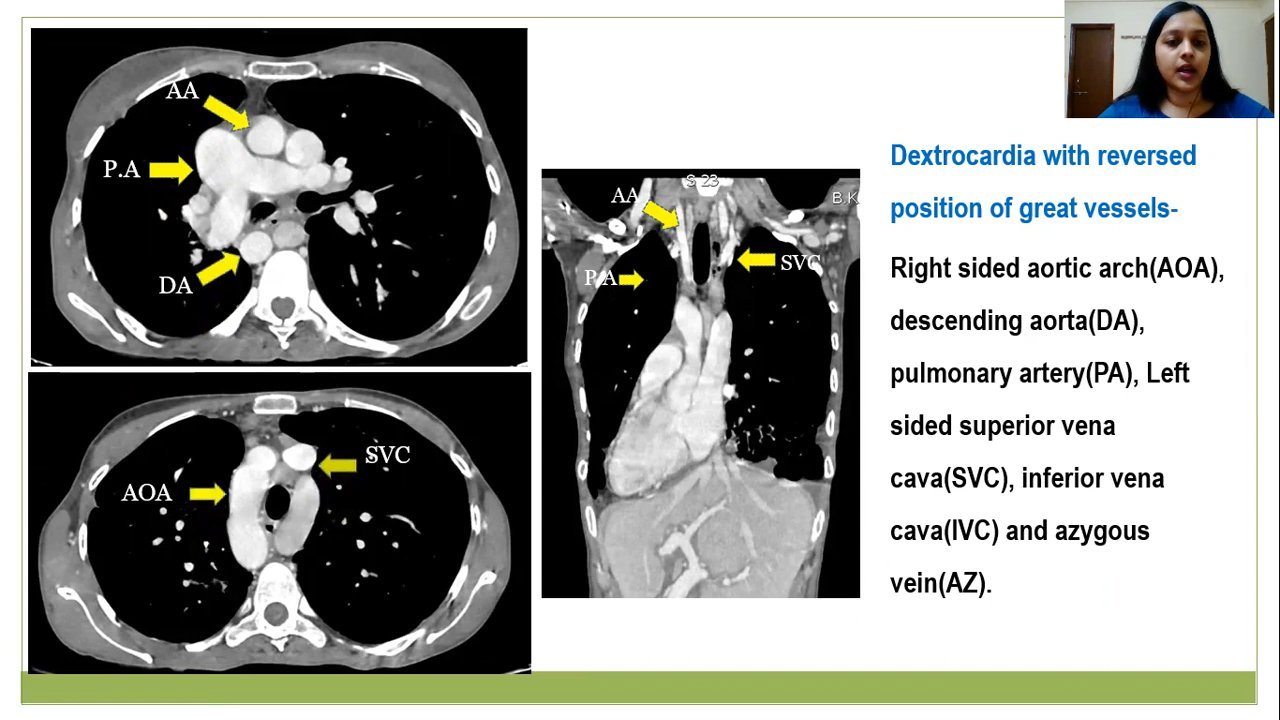 AA
P.A
DA
AOA
SVC
S 23
B.K
AA
SVC
P.A
Dextrocardia with reversed
position of great vessels-
Right sided aortic arch(AOA),
descending aorta(DA),
pulmonary artery(PA), Left
sided superior vena
cava(SVC), inferior vena
cava(IVC) and azygous
vein(AZ).